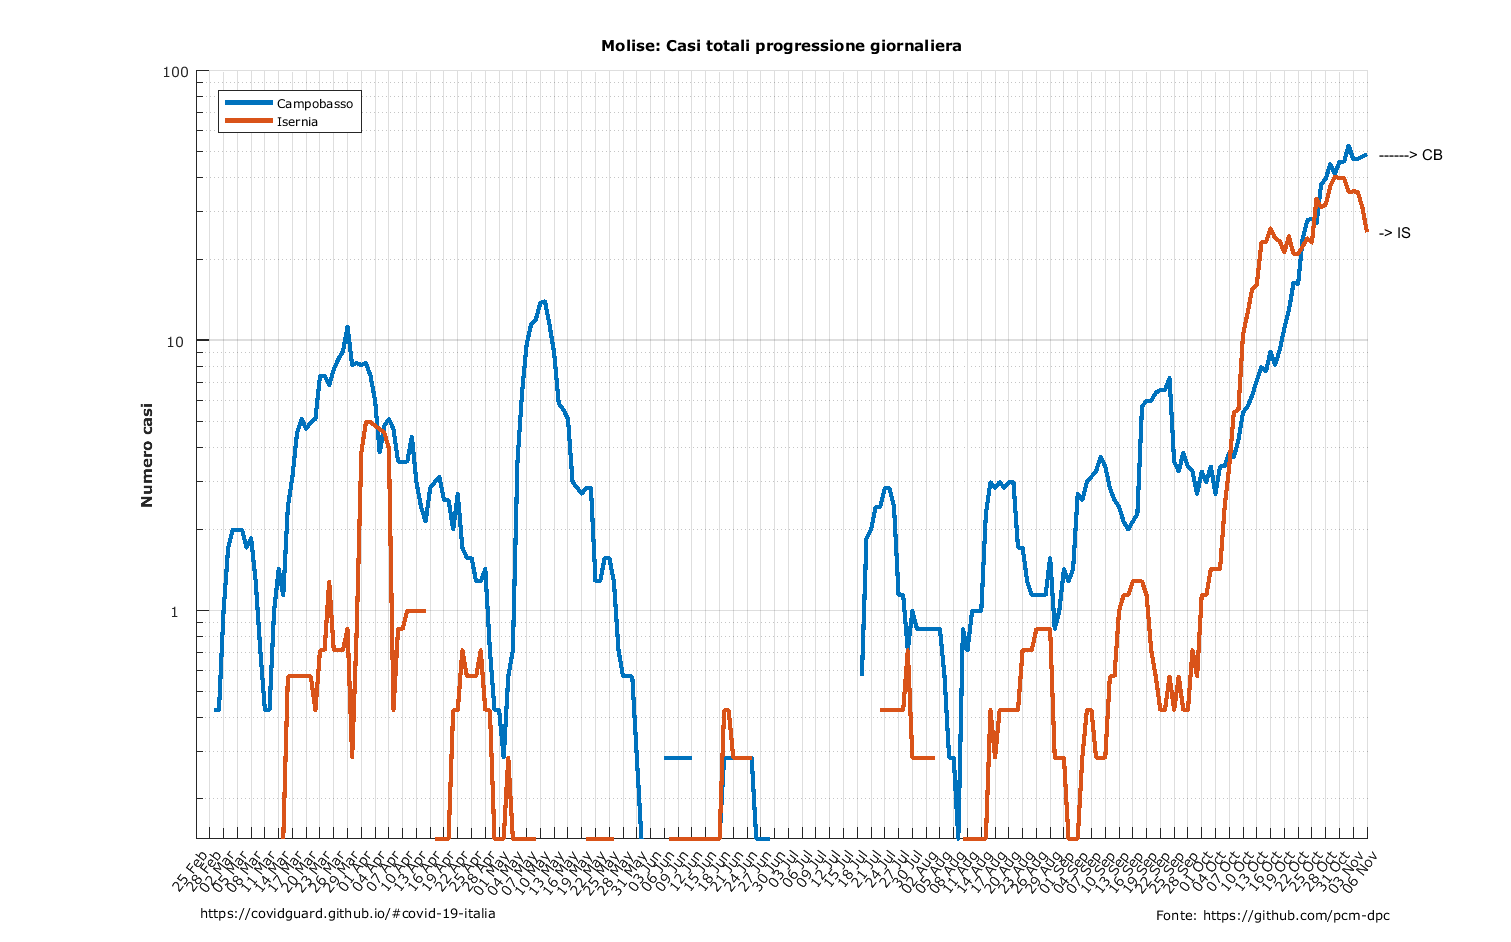 Molise: Casi totali progressione giornaliera
100
Campobasso
Isernia
------> CB
-> IS
10
Numero casi
1
25 Feb
28 Feb
02 Mar
05 Mar
08 Mar
11 Mar
14 Mar
17 Mar
20 Mar
23 Mar
26 Mar
29 Mar
01 Apr
04 Apr
07 Apr
10 Apr
13 Apr
16 Apr
19 Apr
22 Apr
25 Apr
28 Apr
01 May
04 May
07 May
10 May
13 May
16 May
19 May
22 May
25 May
28 May
31 May
03 Jun
06 Jun
09 Jun
12 Jun
15 Jun
18 Jun
21 Jun
24 Jun
27 Jun
30 Jun
03 Jul
06 Jul
09 Jul
12 Jul
15 Jul
18 Jul
21 Jul
24 Jul
27 Jul
30 Jul
02 Aug
05 Aug
08 Aug
11 Aug
14 Aug
17 Aug
20 Aug
23 Aug
26 Aug
29 Aug
01 Sep
04 Sep
07 Sep
10 Sep
13 Sep
16 Sep
19 Sep
22 Sep
25 Sep
28 Sep
01 Oct
04 Oct
07 Oct
10 Oct
13 Oct
16 Oct
19 Oct
22 Oct
25 Oct
28 Oct
31 Oct
03 Nov
06 Nov
https://covidguard.github.io/#covid-19-italia
Fonte: https://github.com/pcm-dpc